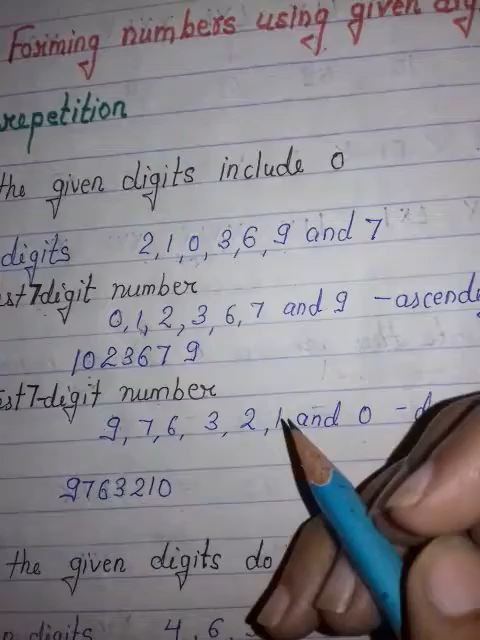 Forming numbers using given
repetition
the given digits include 0
digits 2, 1, 0, 3, 6, 9 and 7
est 7 digit number
0, 1, 2, 3, 6, 7 and 9 - ascend
1023679
est 7-digit number
9, 7, 6, 3, 2, 1 and 0 - d
9763210
the given digits do
digits 4, 6,